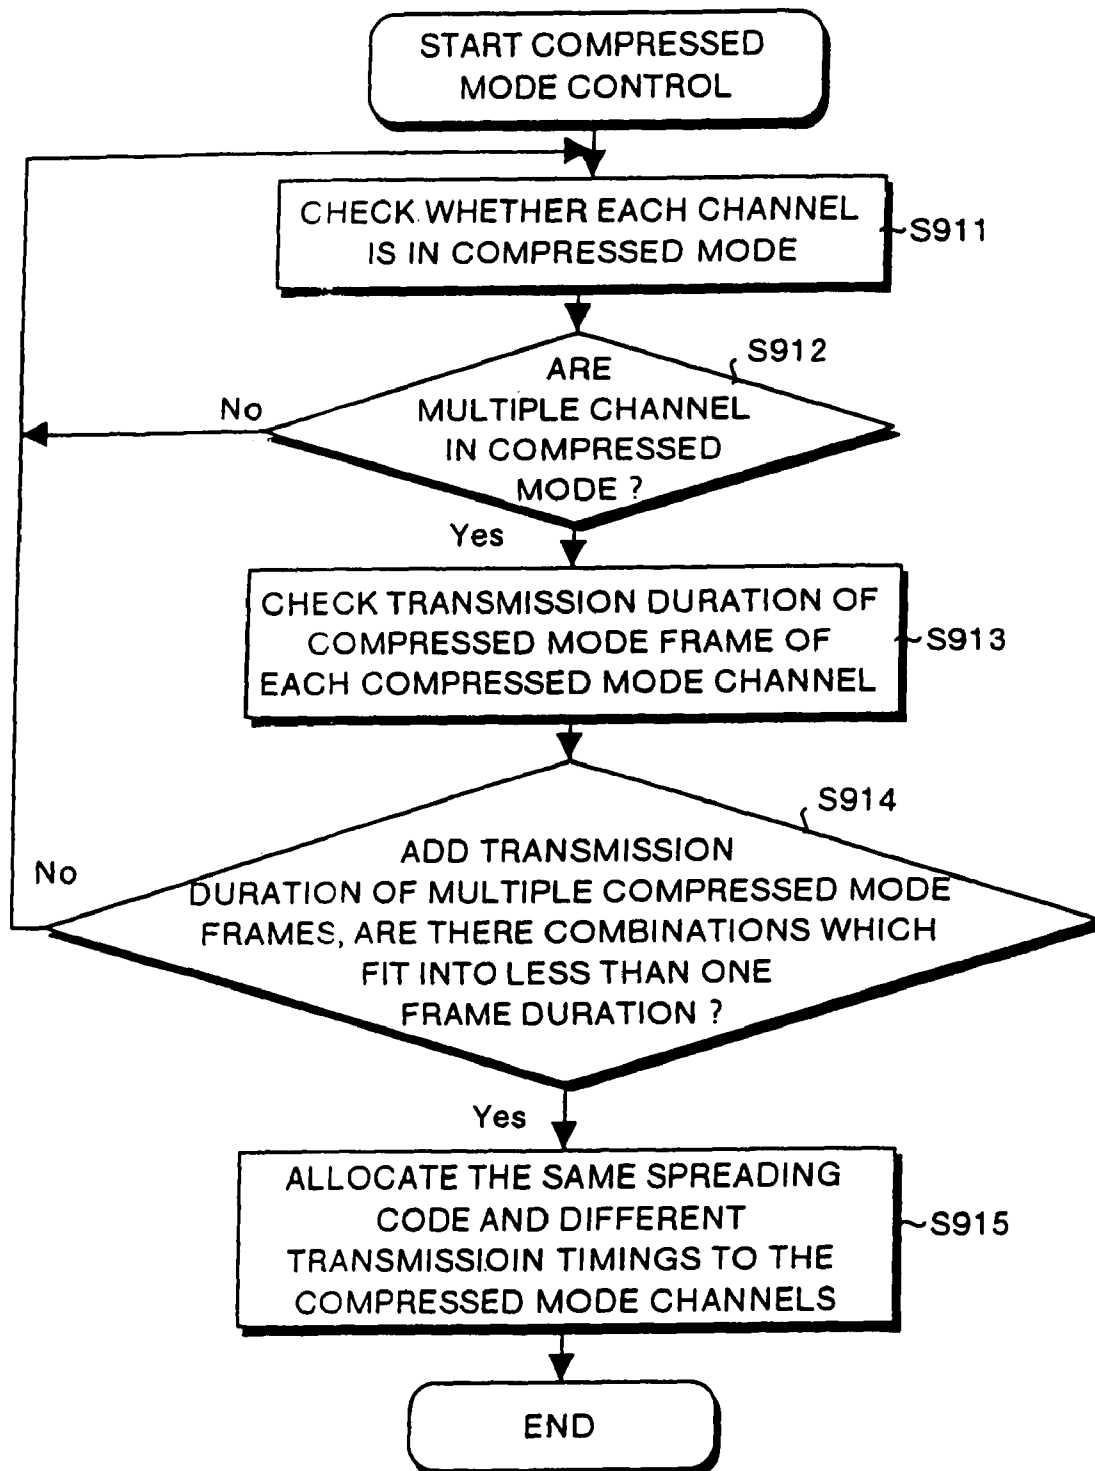 START COMPRESSED
MODE CONTROL
CHECK WHETHER EACH CHANNEL
IS IN COMPRESSED MODE
S911
S912
ARE
MULTIPLE CHANNEL
IN COMPRESSED
MODE ?
No
Yes
CHECK TRANSMISSION DURATION OF
COMPRESSED MODE FRAME OF
EACH COMPRESSED MODE CHANNEL
S913
S914
ADD TRANSMISSION
DURATION OF MULTIPLE COMPRESSED MODE
FRAMES, ARE THERE COMBINATIONS WHICH
FIT INTO LESS THAN ONE
FRAME DURATION ?
No
Yes
ALLOCATE THE SAME SPREADING
CODE AND DIFFERENT
TRANSMISSIOIN TIMINGS TO THE
COMPRESSED MODE CHANNELS
S915
END